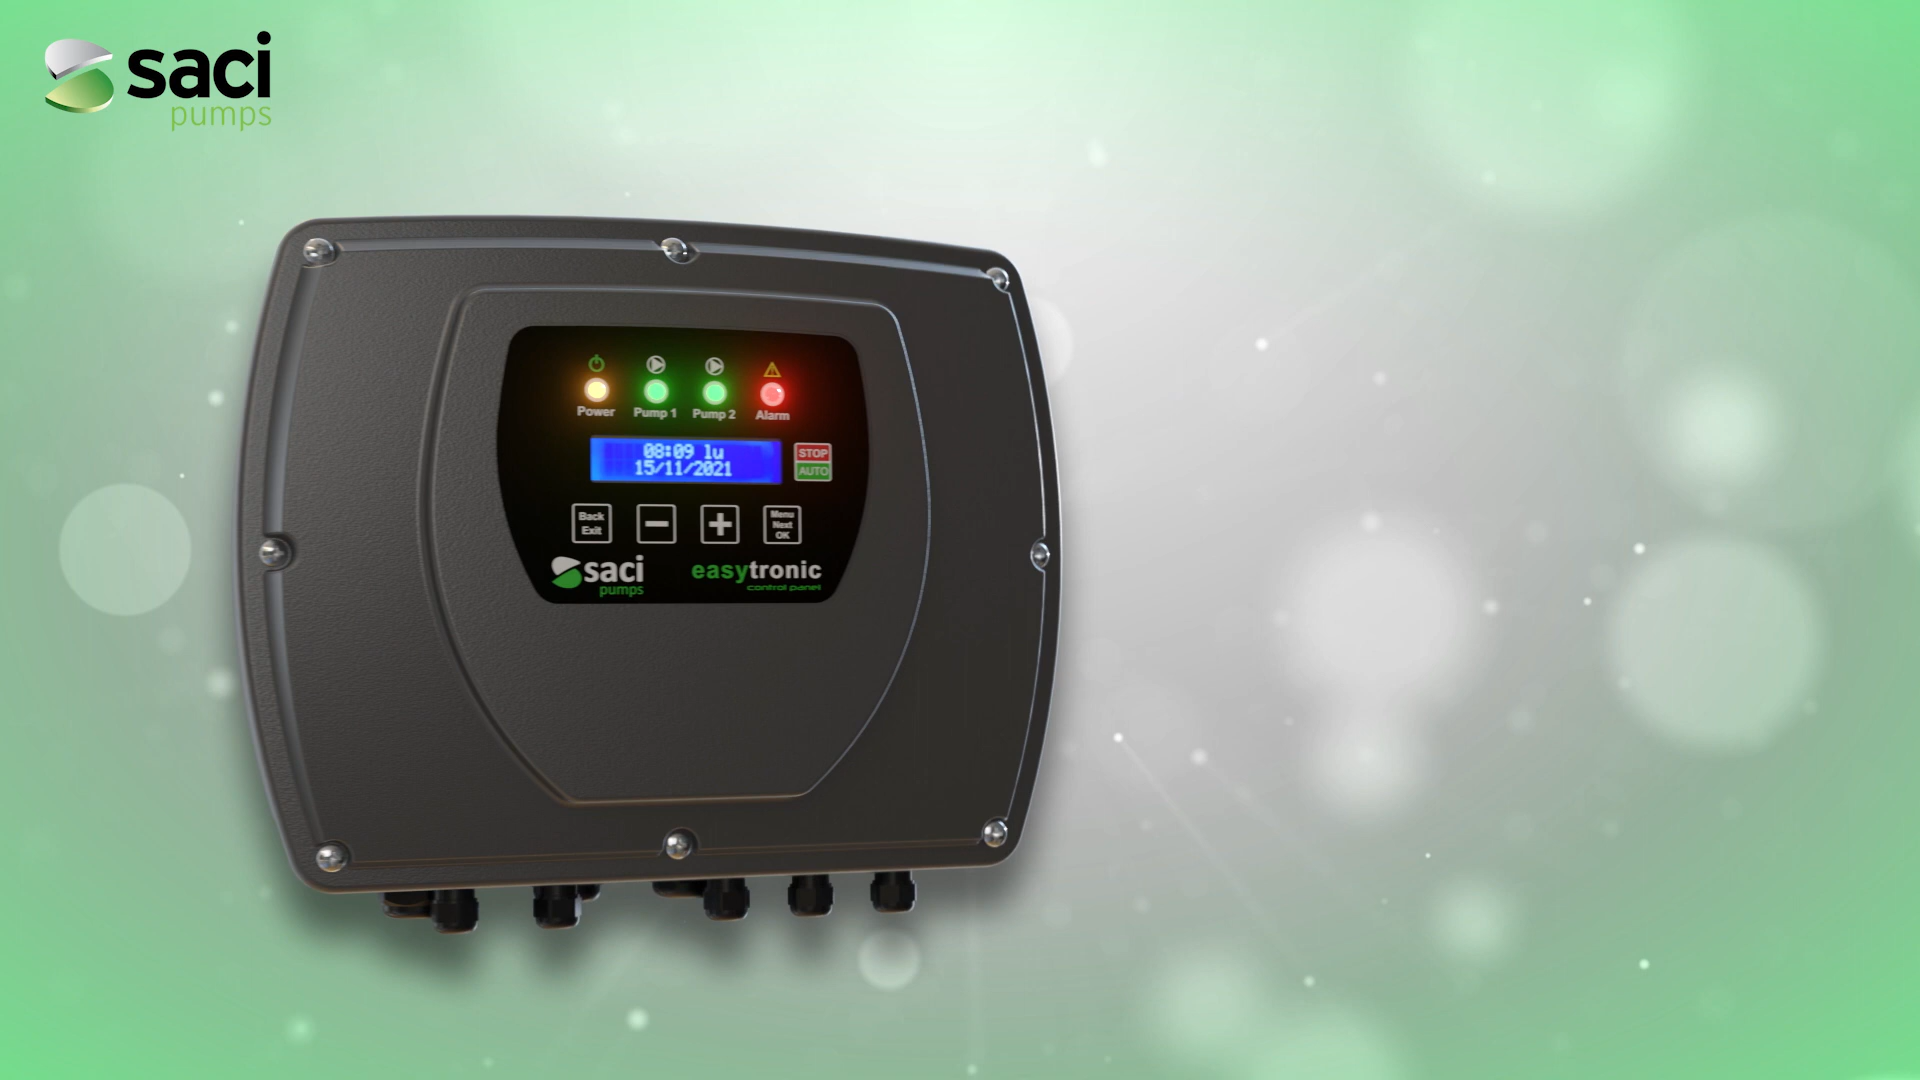 saci
pumps
Power Pump 1 Pump 2 Alarm
08:09 lu
15/11/2021
STOP
AUTO
Back
Exit
Menu
Next
OK
saci
pumps
easytronic
control panel